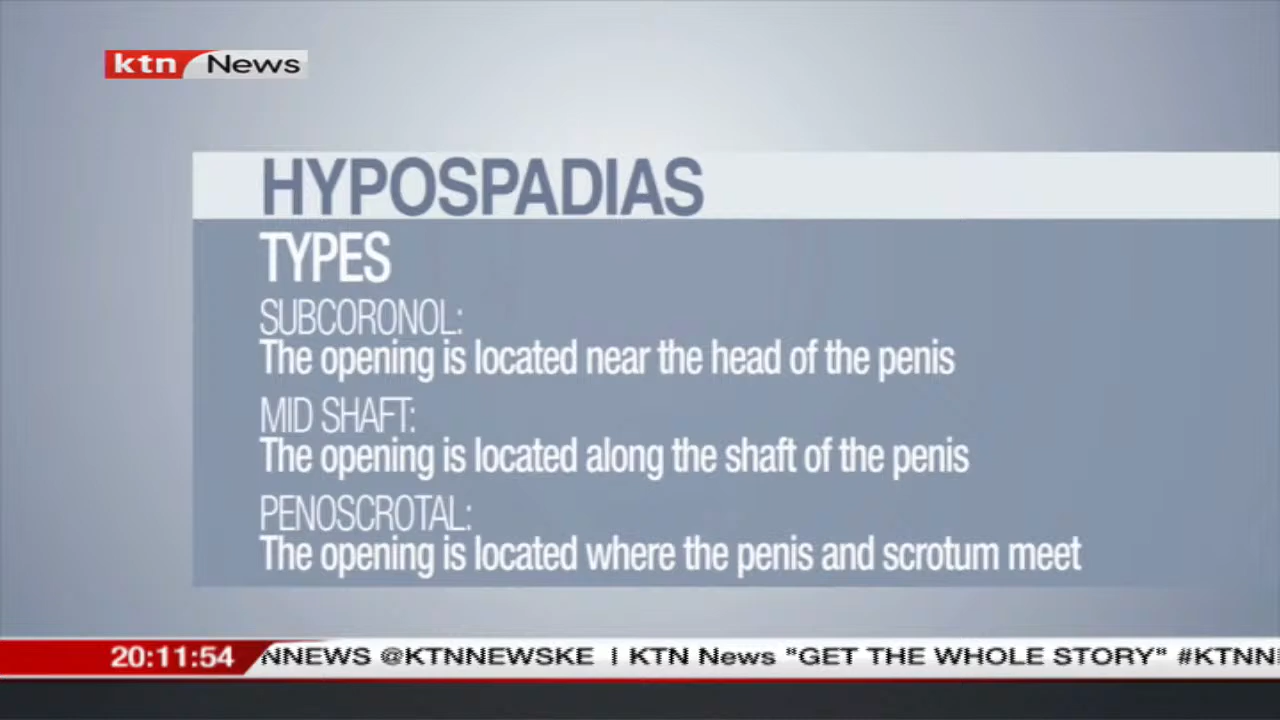 ktn News
HYPOSPADIAS
TYPES
SUBCORONOL:
The opening is located near the head of the penis
MID SHAFT:
The opening is located along the shaft of the penis
PENOSCROTAL:
The opening is located where the penis and scrotum meet
20:11:54 NNEWS @KTNNEWSKE | KTN News "GET THE WHOLE STORY" #KTNN